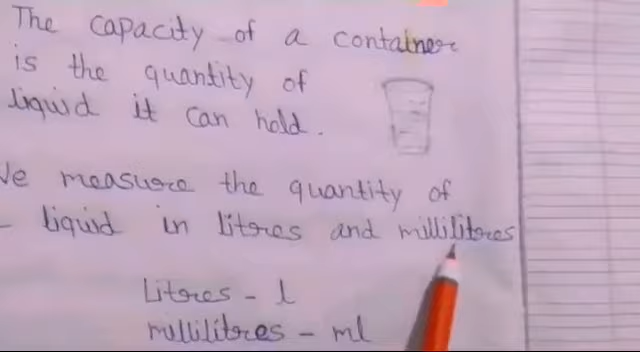 The capacity of a container
is the quantity of
liquid it can hold.
We measure the quantity of
liquid in litres and millilitres
Litres - l
millilitres - ml